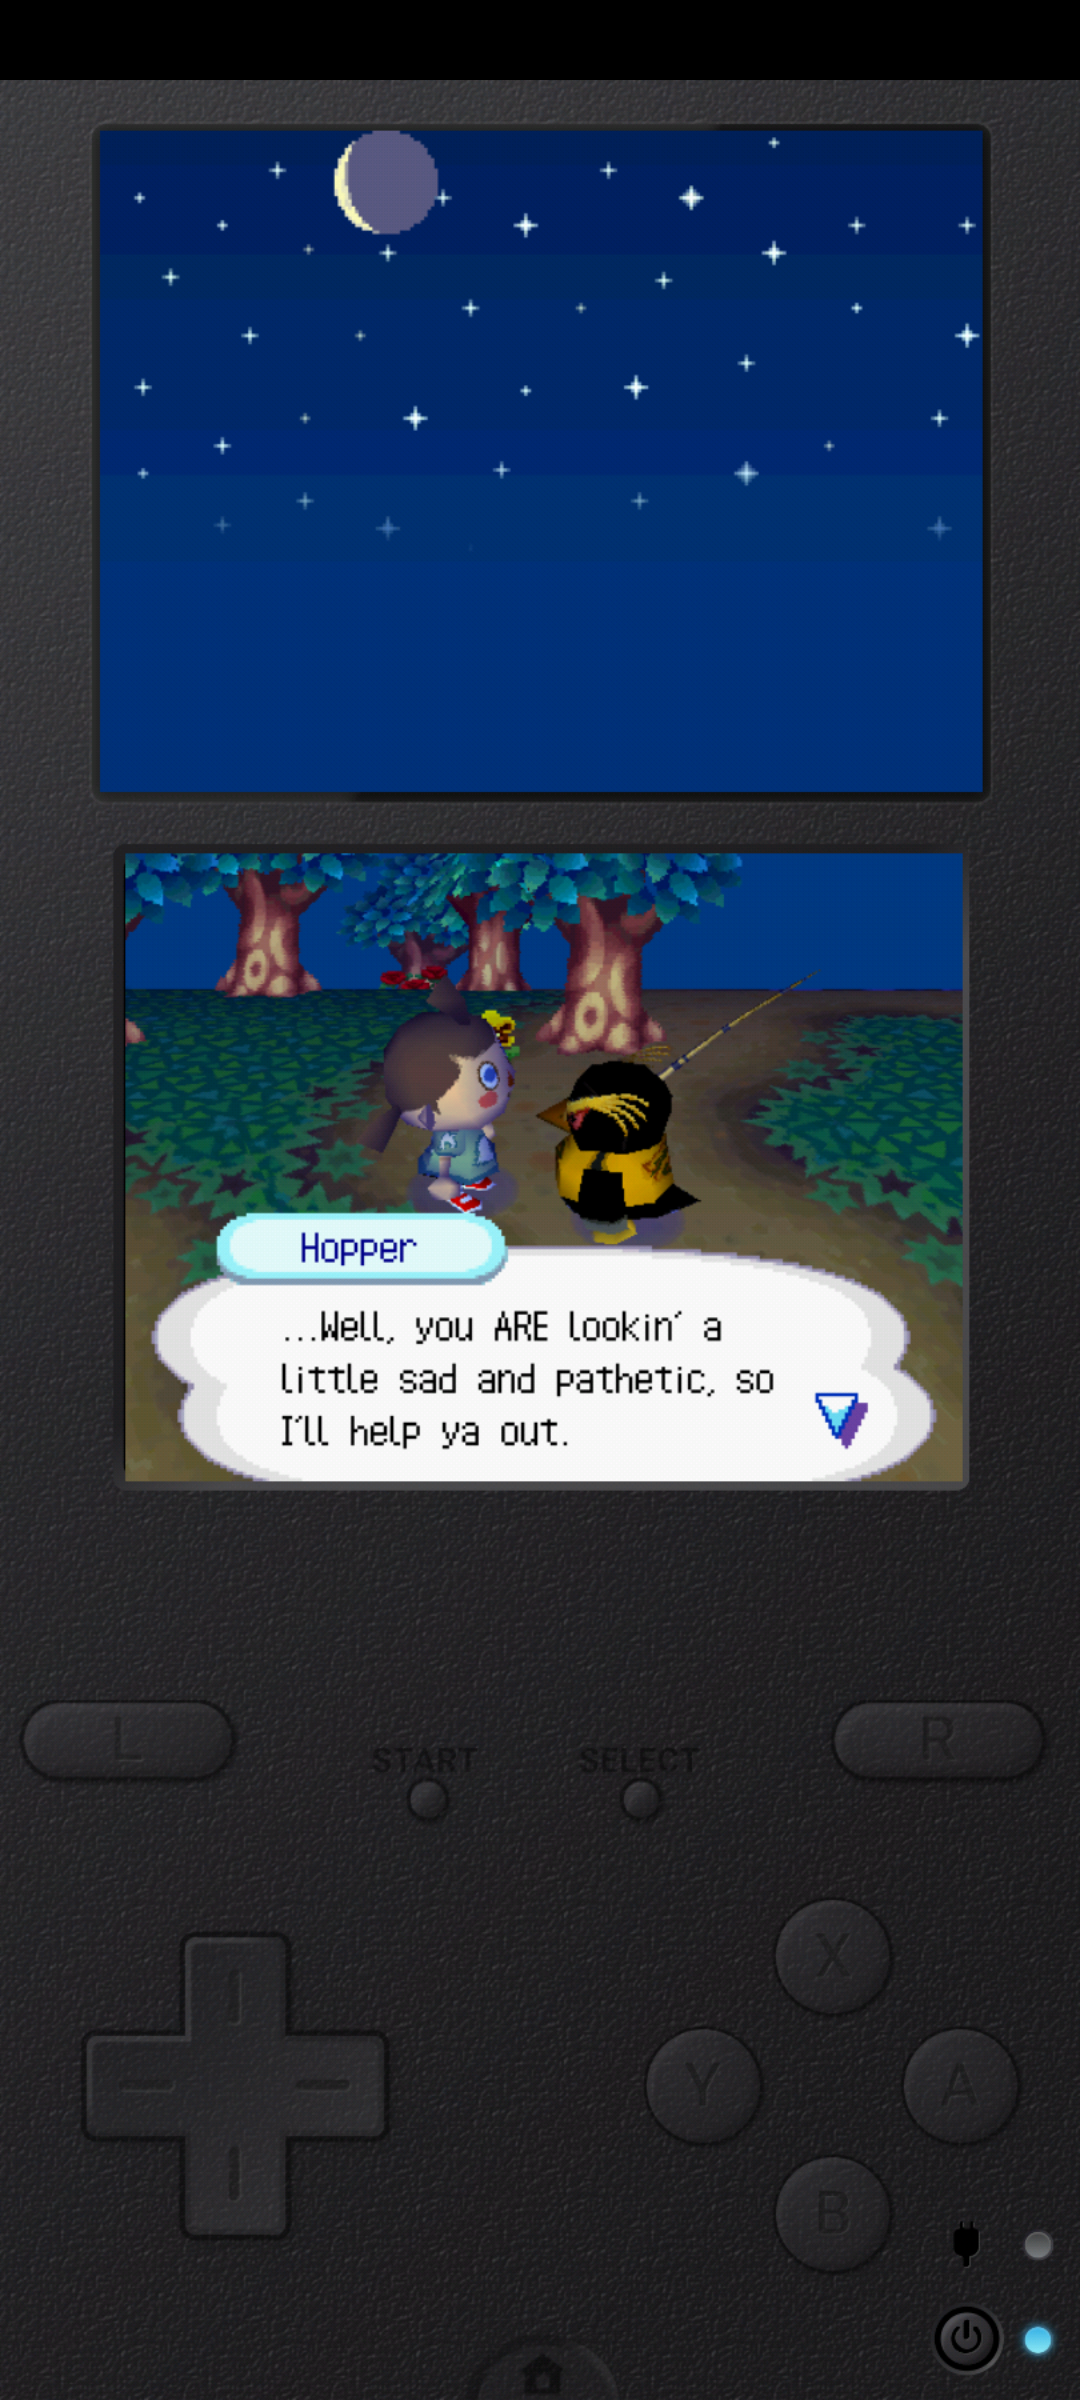 Hopper
...Well, you ARE lookin' a
little sad and pathetic, so
I'll help ya out.
L
R
START
SELECT
X
Y
A
B